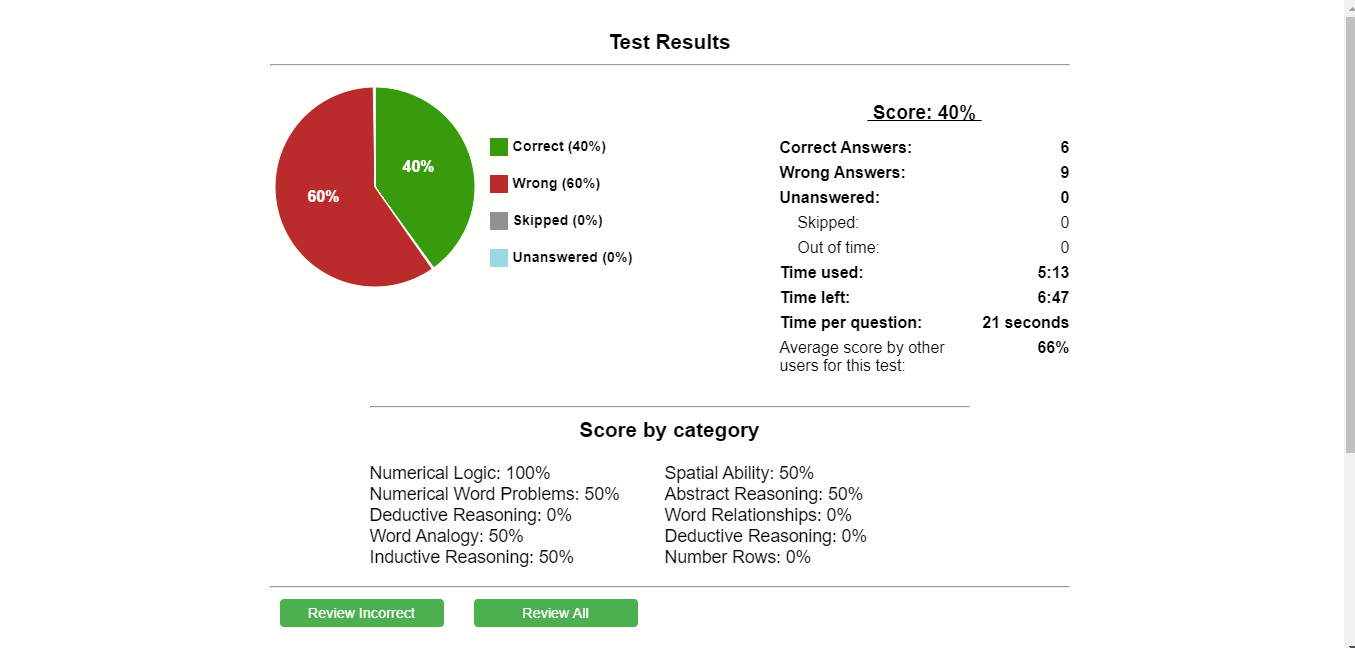 Test Results
40%
60%
Correct (40%)
Wrong (60%)
Skipped (0%)
Unanswered (0%)
Score: 40%
Correct Answers: 6
Wrong Answers: 9
Unanswered: 0
Skipped: 0
Out of time: 0
Time used: 5:13
Time left: 6:47
Time per question: 21 seconds
Average score by other 66%
users for this test:
Score by category
Numerical Logic: 100%
Numerical Word Problems: 50%
Deductive Reasoning: 0%
Word Analogy: 50%
Inductive Reasoning: 50%
Spatial Ability: 50%
Abstract Reasoning: 50%
Word Relationships: 0%
Deductive Reasoning: 0%
Number Rows: 0%
Review Incorrect
Review All